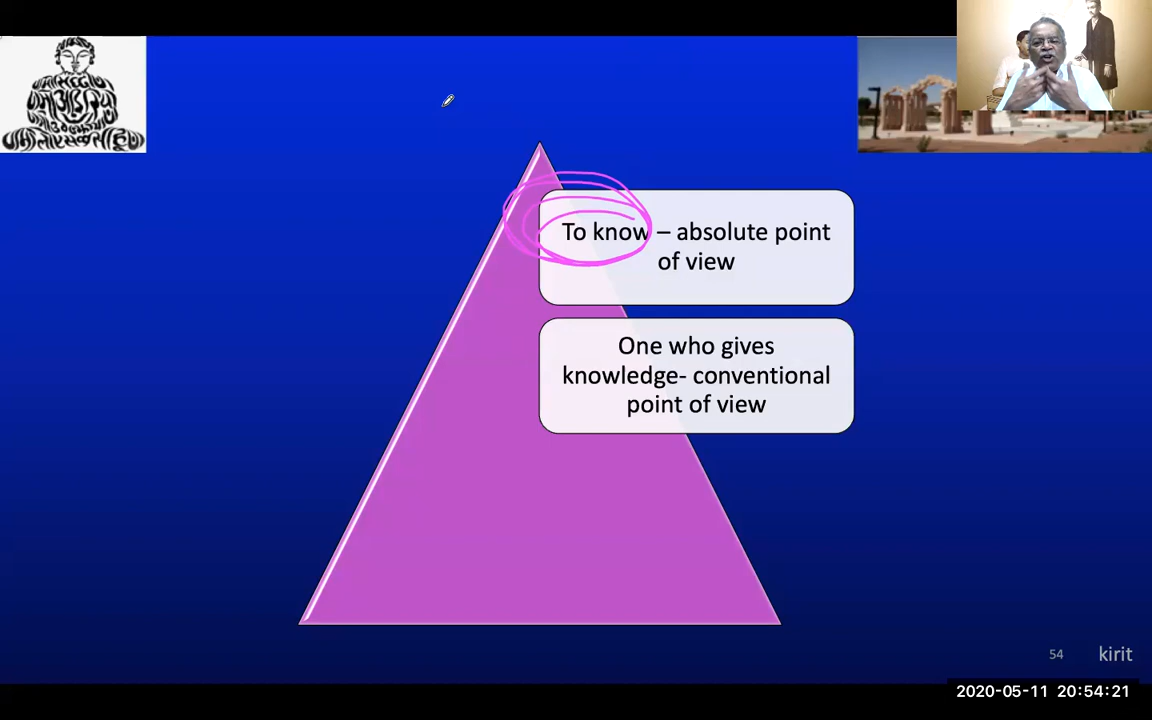 To know – absolute point
of view
One who gives
knowledge- conventional
point of view
54
kirit
2020-05-11 20:54:21